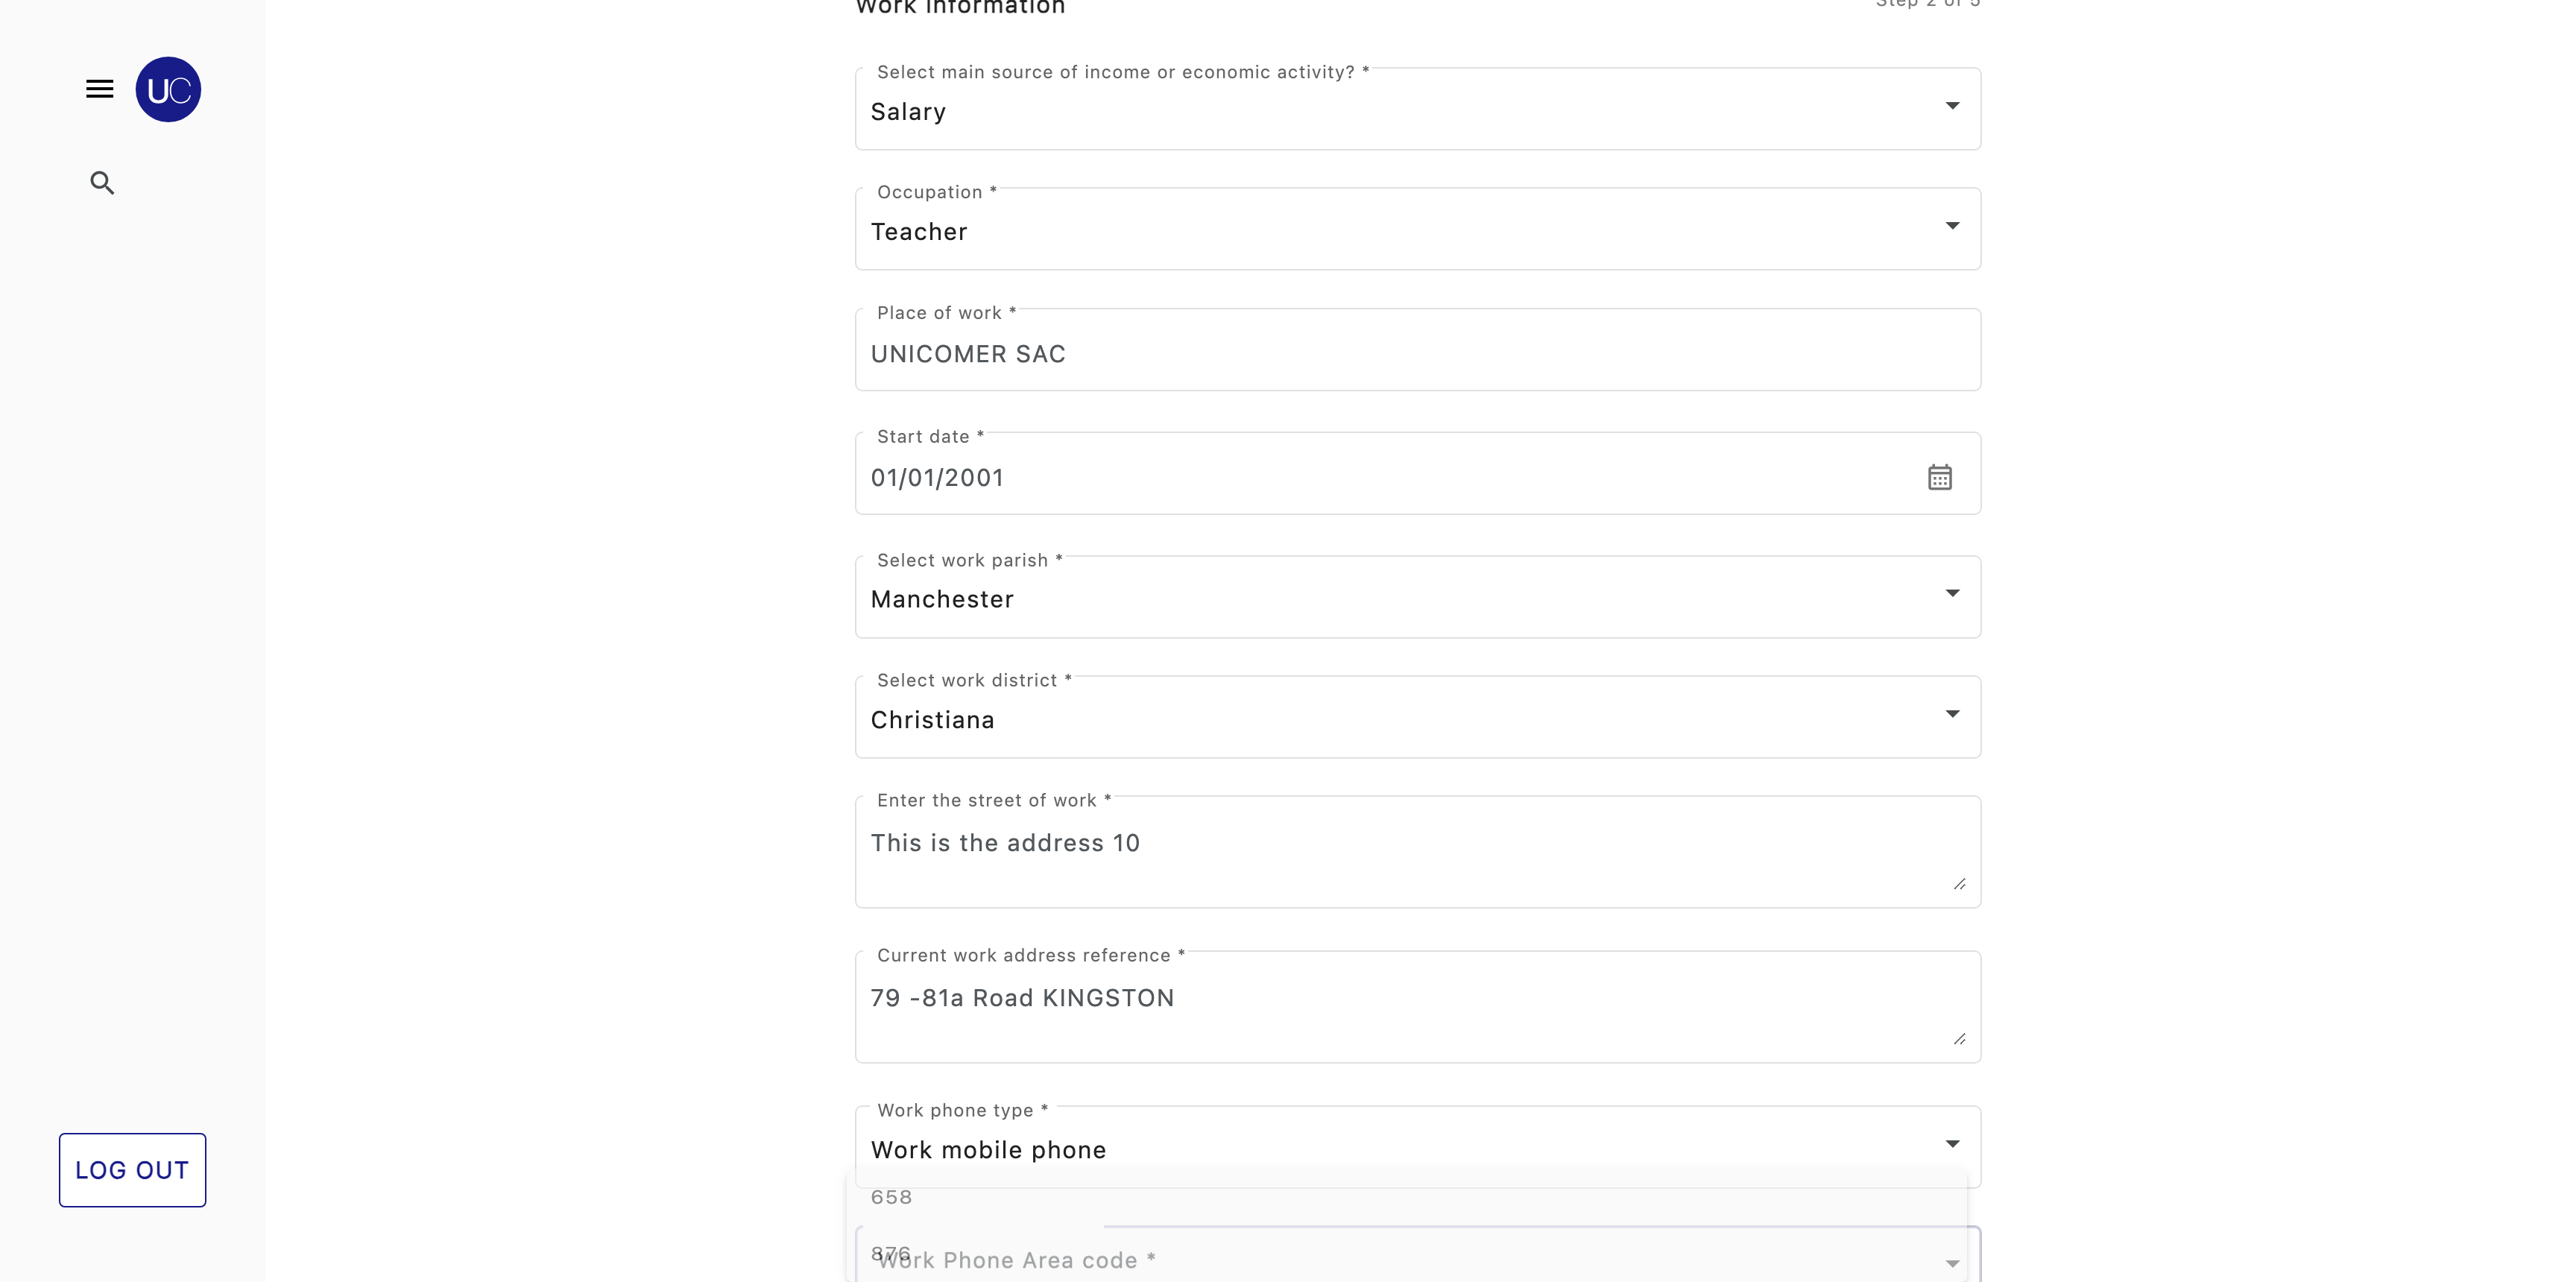 Work Information
Step 2 of 5
UC
Select main source of income or economic activity? *
Salary
Occupation *
Teacher
Place of work *
UNICOMER SAC
Start date *
01/01/2001
Select work parish *
Manchester
Select work district *
Christiana
Enter the street of work *
This is the address 10
Current work address reference *
79 -81a Road KINGSTON
Work phone type *
Work mobile phone
LOG OUT
658
876
Work Phone Area code *